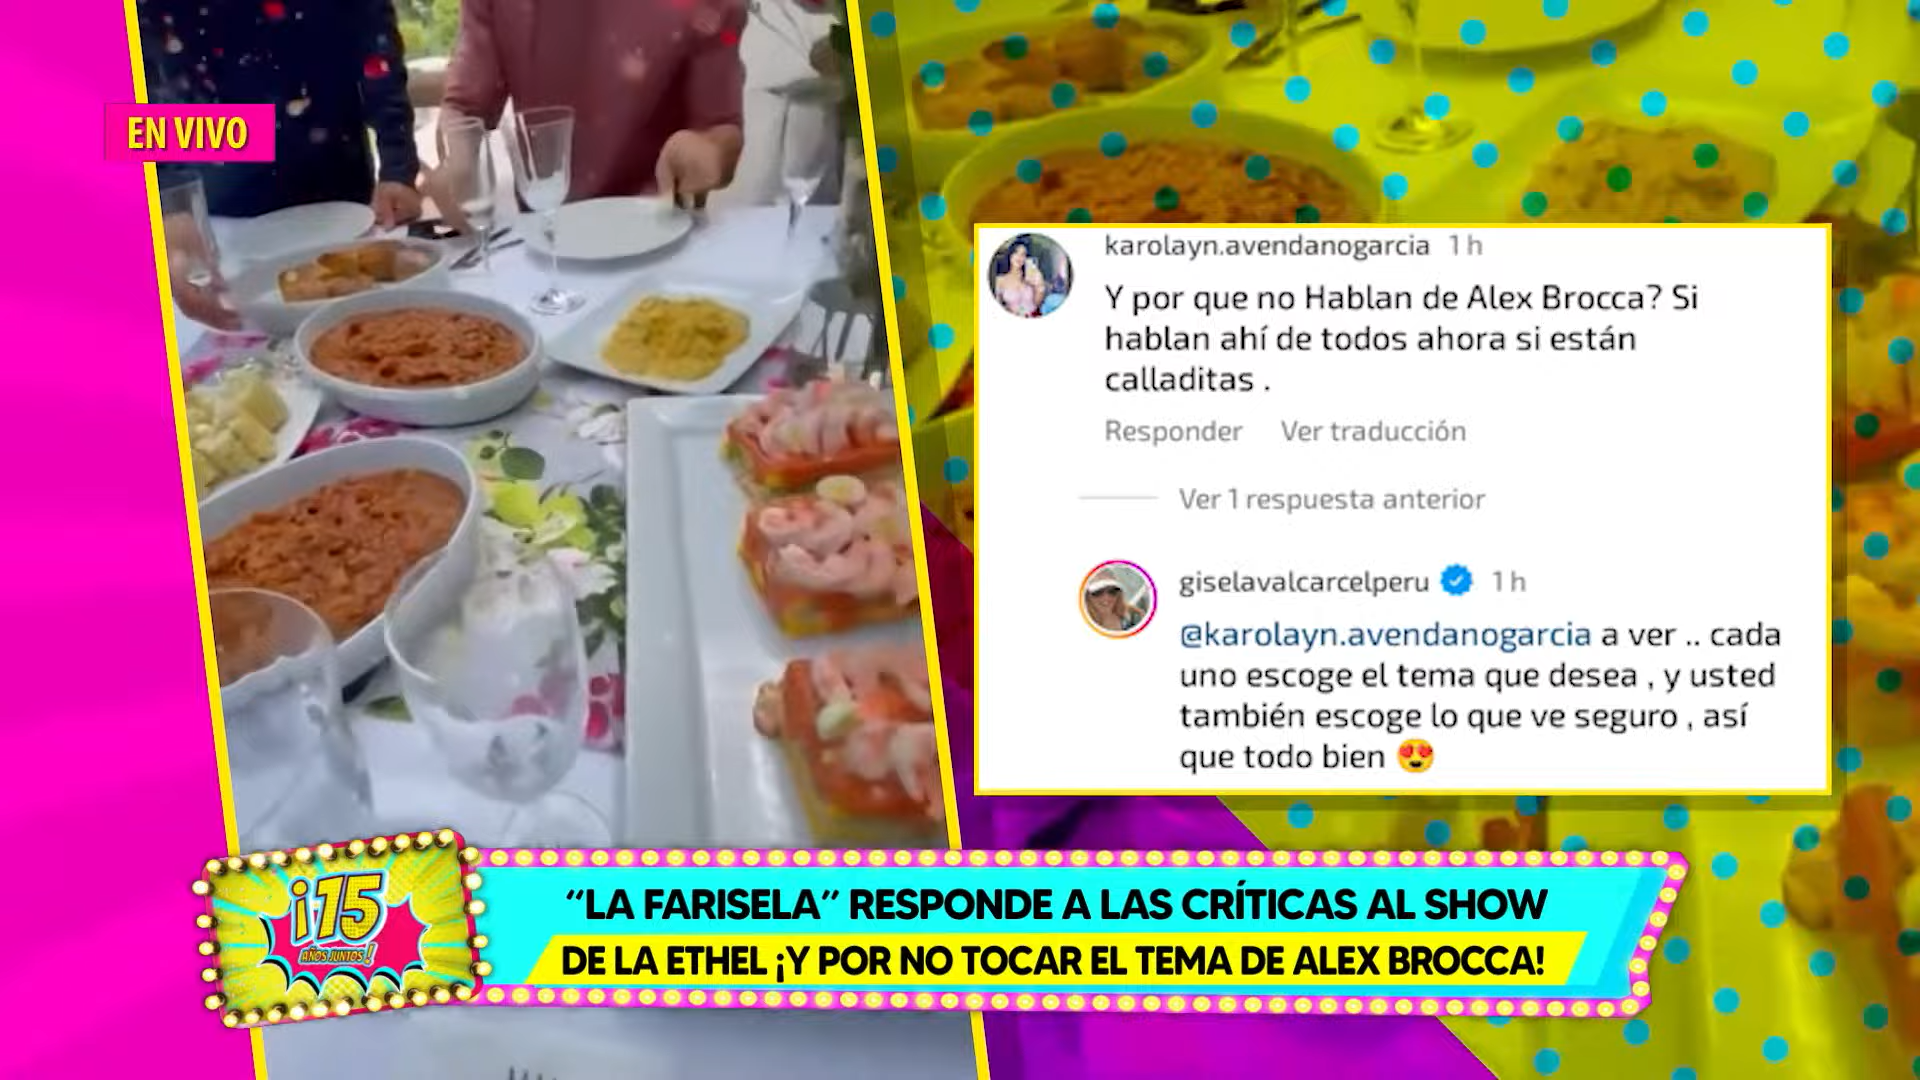 EN VIVO
karolayn.avendanogarcia 1 h
Y por que no Hablan de Alex Brocca? Si
hablan ahí de todos ahora si están
calladitas .
Responder Ver traducción
Ver 1 respuesta anterior
giselavalcarcelperu 1 h
@karolayn.avendanogarcia a ver .. cada
uno escoge el tema que desea , y usted
también escoge lo que ve seguro , así
que todo bien 😍
¡15
AÑOS JUNTOS!
“LA FARISELA” RESPONDE A LAS CRÍTICAS AL SHOW
DE LA ETHEL ¡Y POR NO TOCAR EL TEMA DE ALEX BROCCA!